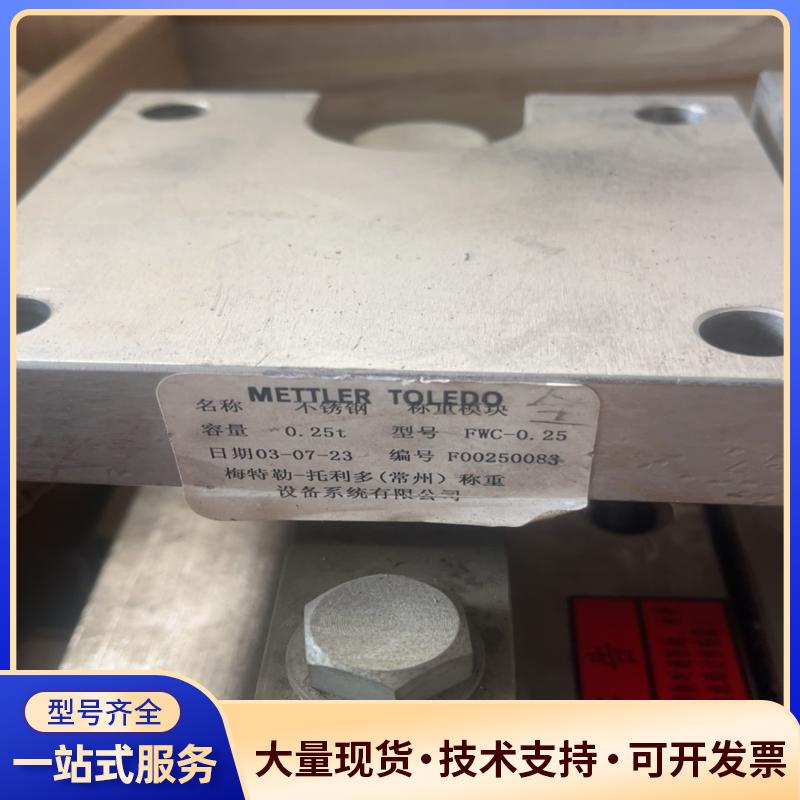 METTLER TOLEDO
名称 不锈钢 称重模块
容量 0.25t 型号 FWC-0.25
日期03-07-23 编号 F00250083
梅特勒-托利多(常州)称重
设备系统有限公司
告
型号齐全
一站式服务
大量现货·技术支持·可开发票